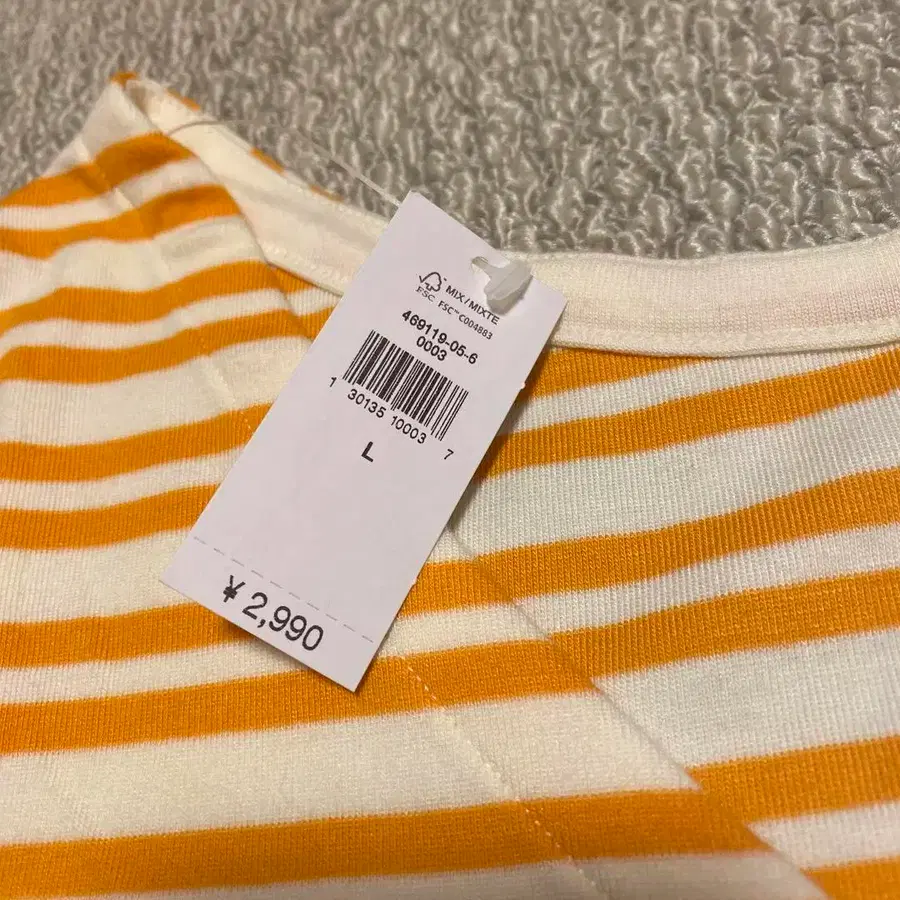 MIX / MIXTE
FSC FSC™ C004883
469119-05-6
0003
1 30135 10003 7
L
¥2,990